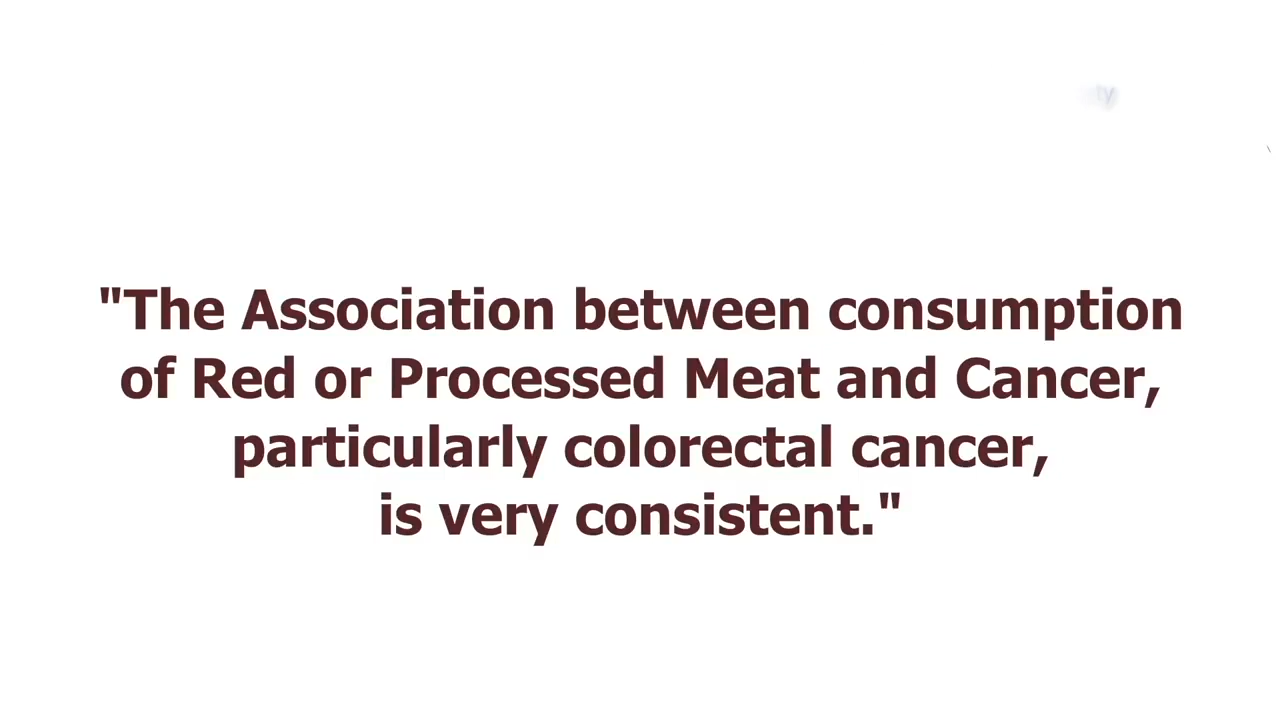 "The Association between consumption
of Red or Processed Meat and Cancer,
particularly colorectal cancer,
is very consistent."